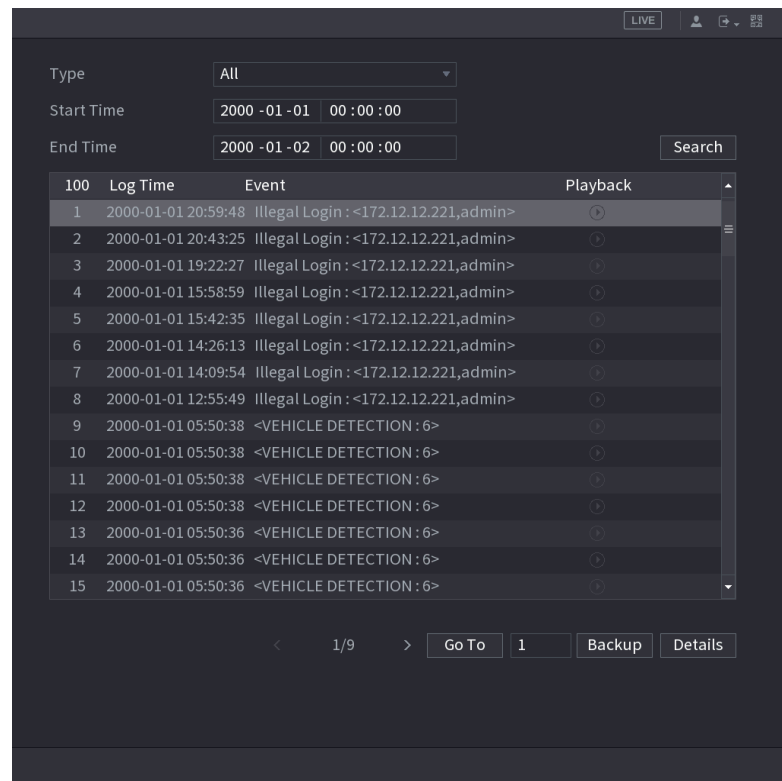 LIVE
Type All
Start Time 2000 -01 -01 00 : 00 : 00
End Time 2000 -01 -02 00 : 00 : 00
Search
100 Log Time Event Playback
1 2000-01-01 20:59:48 Illegal Login : <172.12.12.221,admin>
2 2000-01-01 20:43:25 Illegal Login : <172.12.12.221,admin>
3 2000-01-01 19:22:27 Illegal Login : <172.12.12.221,admin>
4 2000-01-01 15:58:59 Illegal Login : <172.12.12.221,admin>
5 2000-01-01 15:42:35 Illegal Login : <172.12.12.221,admin>
6 2000-01-01 14:26:13 Illegal Login : <172.12.12.221,admin>
7 2000-01-01 14:09:54 Illegal Login : <172.12.12.221,admin>
8 2000-01-01 12:55:49 Illegal Login : <172.12.12.221,admin>
9 2000-01-01 05:50:38 <VEHICLE DETECTION : 6>
10 2000-01-01 05:50:38 <VEHICLE DETECTION : 6>
11 2000-01-01 05:50:38 <VEHICLE DETECTION : 6>
12 2000-01-01 05:50:38 <VEHICLE DETECTION : 6>
13 2000-01-01 05:50:36 <VEHICLE DETECTION : 6>
14 2000-01-01 05:50:36 <VEHICLE DETECTION : 6>
15 2000-01-01 05:50:36 <VEHICLE DETECTION : 6>
< 1/9 > Go To 1 Backup Details